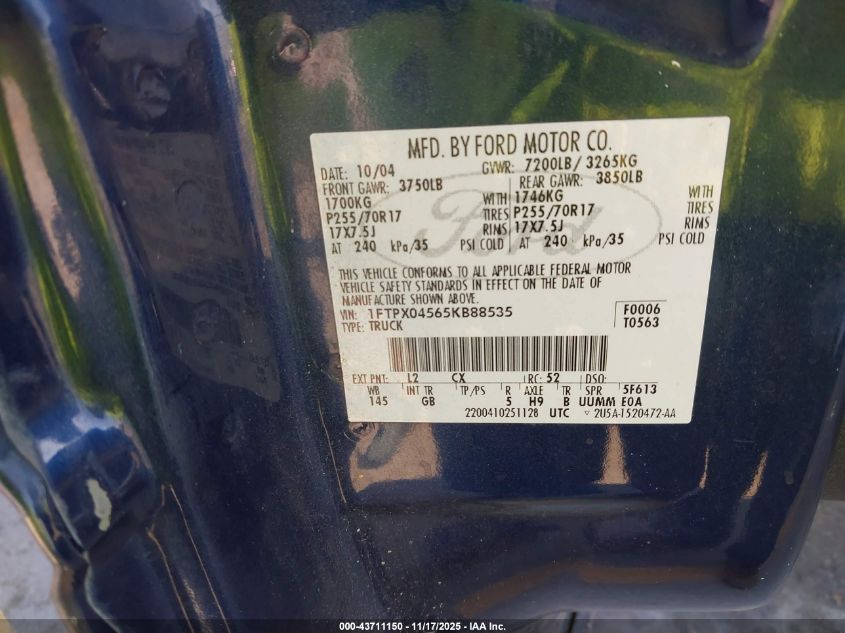 MFD. BY FORD MOTOR CO.
DATE: 10/04 GVWR: 7200LB/ 3265KG
FRONT GAWR: 3750LB REAR GAWR: 3850LB
1700KG WITH 1746KG WITH
P255/70R17 TIRES P255/70R17 TIRES
17X7.5J RIMS 17X7.5J RIMS
AT 240 kPa/35 PSI COLD AT 240 kPa/35 PSI COLD
Ford
THIS VEHICLE CONFORMS TO ALL APPLICABLE FEDERAL MOTOR
VEHICLE SAFETY STANDARDS IN EFFECT ON THE DATE OF
MANUFACTURE SHOWN ABOVE.
VIN: 1FTPX04565KB88535 F0006
TYPE: TRUCK T0563
EXT PNT: L2 CX RC: 52 DSO:
WB INT TR TP/PS R AXLE TR SPR 5F613
145 GB 5 H9 B UUMM E0A
2200410251128 UTC ▽ 2U5A-1520472-AA
000-43711150 - 11/17/2025 - IAA Inc.